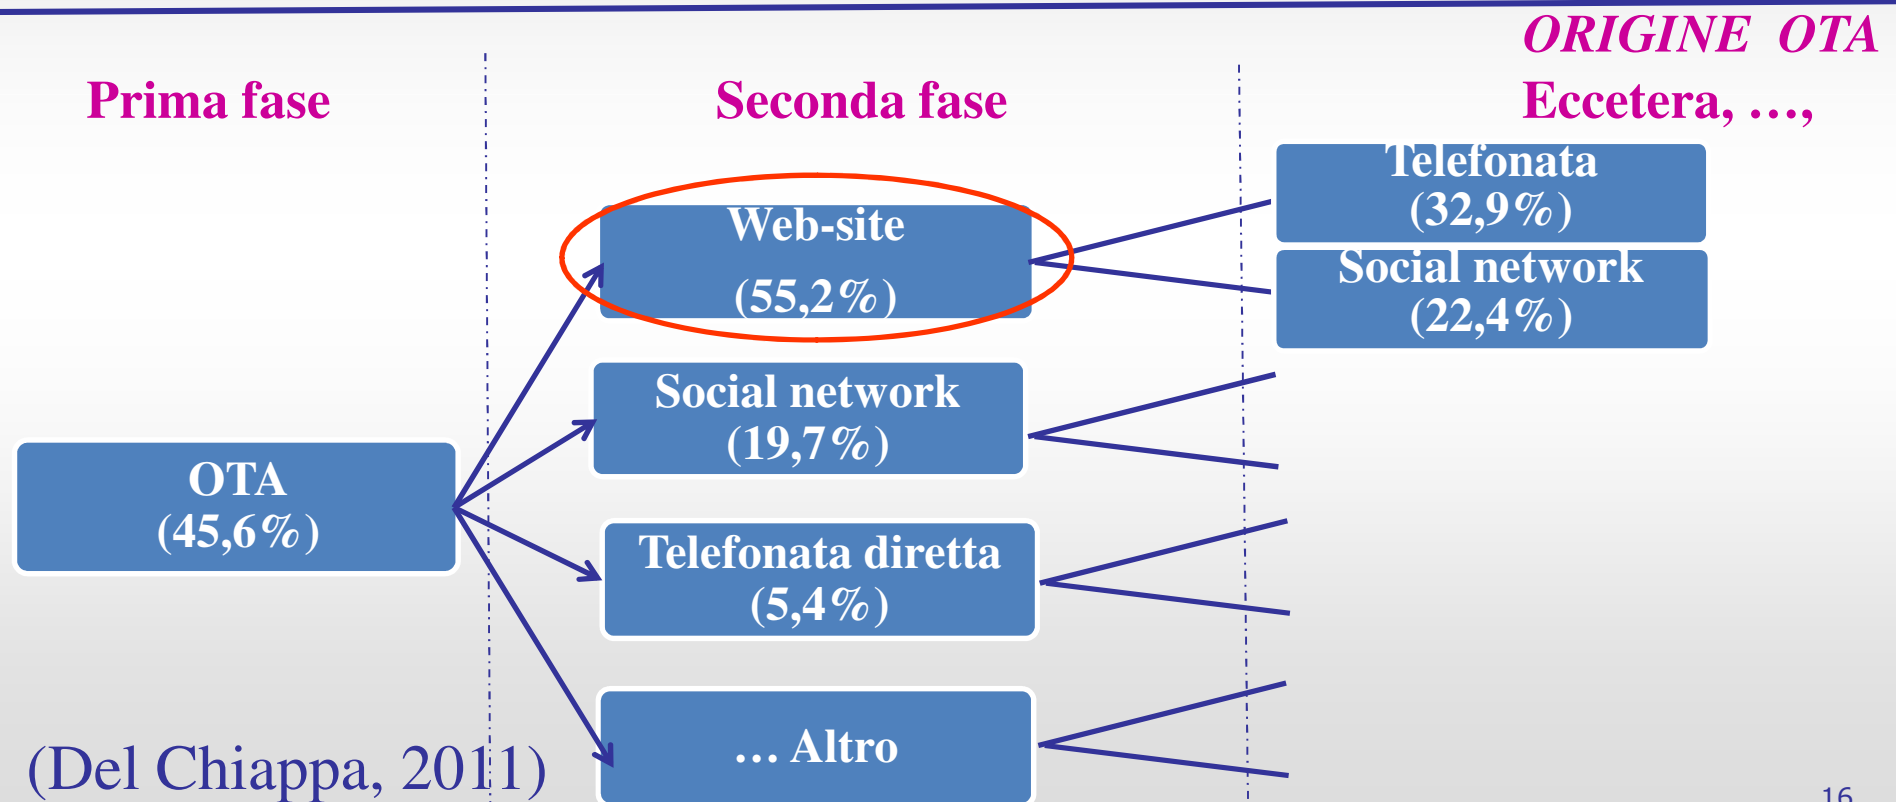 ORIGINE OTA
Prima fase
Seconda fase
Eccetera, …,
Telefonata
(32,9%)
Web-site
(55,2%)
Social network
(22,4%)
Social network
(19,7%)
OTA
(45,6%)
Telefonata diretta
(5,4%)
… Altro
(Del Chiappa, 2011)
16